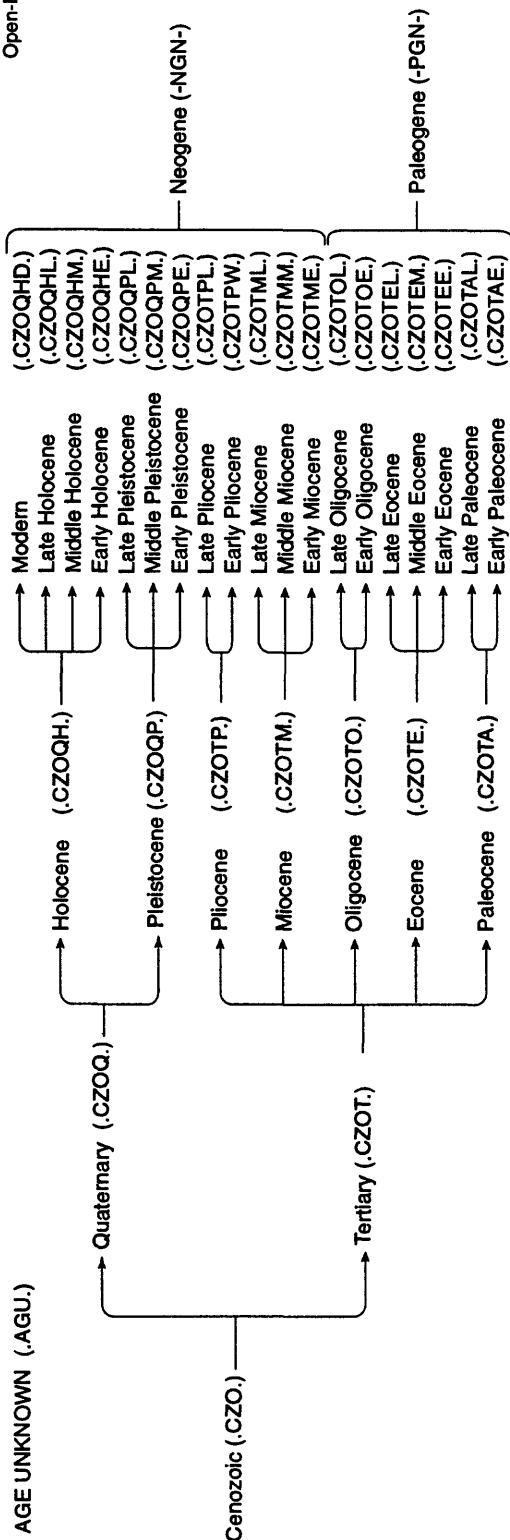 Open-
AGE UNKNOWN (.AGU.)
Cenozoic (.CZO.)
Quaternary (.CZOQ.)
Tertiary (.CZOT.)
Holocene (.CZOQH.)
Pleistocene (.CZOQP.)
Pliocene (.CZOTP.)
Miocene (.CZOTM.)
Oligocene (.CZOTO.)
Eocene (.CZOTE.)
Paleocene (.CZOTA.)
Modern (.CZOQHD.)
Late Holocene (.CZOQHL.)
Middle Holocene (.CZOQHM.)
Early Holocene (.CZOQHE.)
Late Pleistocene (.CZOQPL.)
Middle Pleistocene (.CZOQPM.)
Early Pleistocene (.CZOQPE.)
Late Pliocene (.CZOTPL.)
Early Pliocene (.CZOTPW.)
Late Miocene (.CZOTML.)
Middle Miocene (.CZOTMM.)
Early Miocene (.CZOTME.)
Late Oligocene (.CZOTOL.)
Early Oligocene (.CZOTOE.)
Late Eocene (.CZOTEL.)
Middle Eocene (.CZOTEM.)
Early Eocene (.CZOTEE.)
Late Paleocene (.CZOTAL.)
Early Paleocene (.CZOTAE.)
Neogene (-NGN-)
Paleogene (-PGN-)